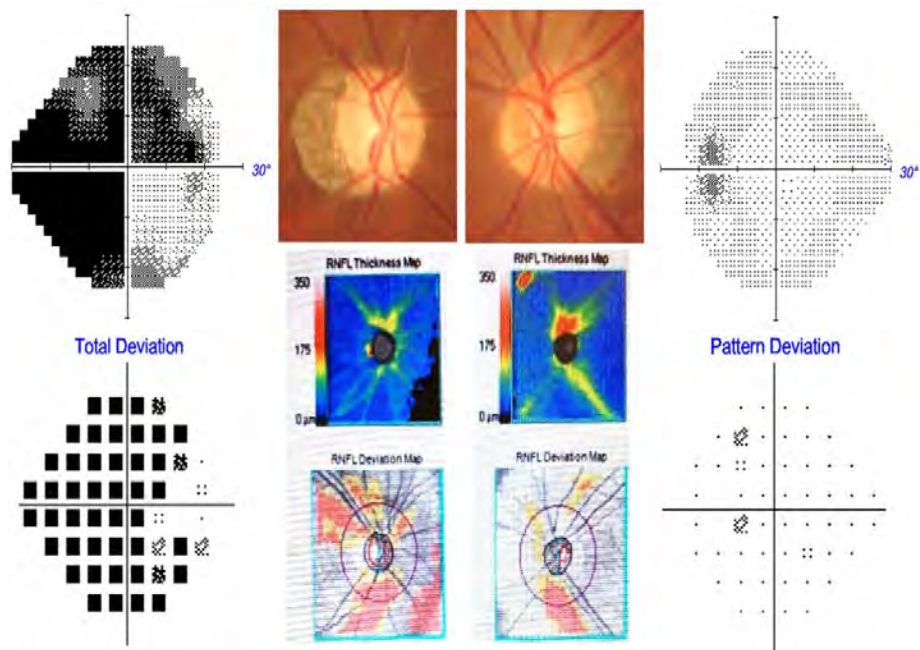 30°
30°
RNFL Thickness Map
RNFL Thickness Map
350
350
175
175
0 µm
0 µm
Total Deviation
Pattern Deviation
RNFL Deviation Map
RNFL Deviation Map